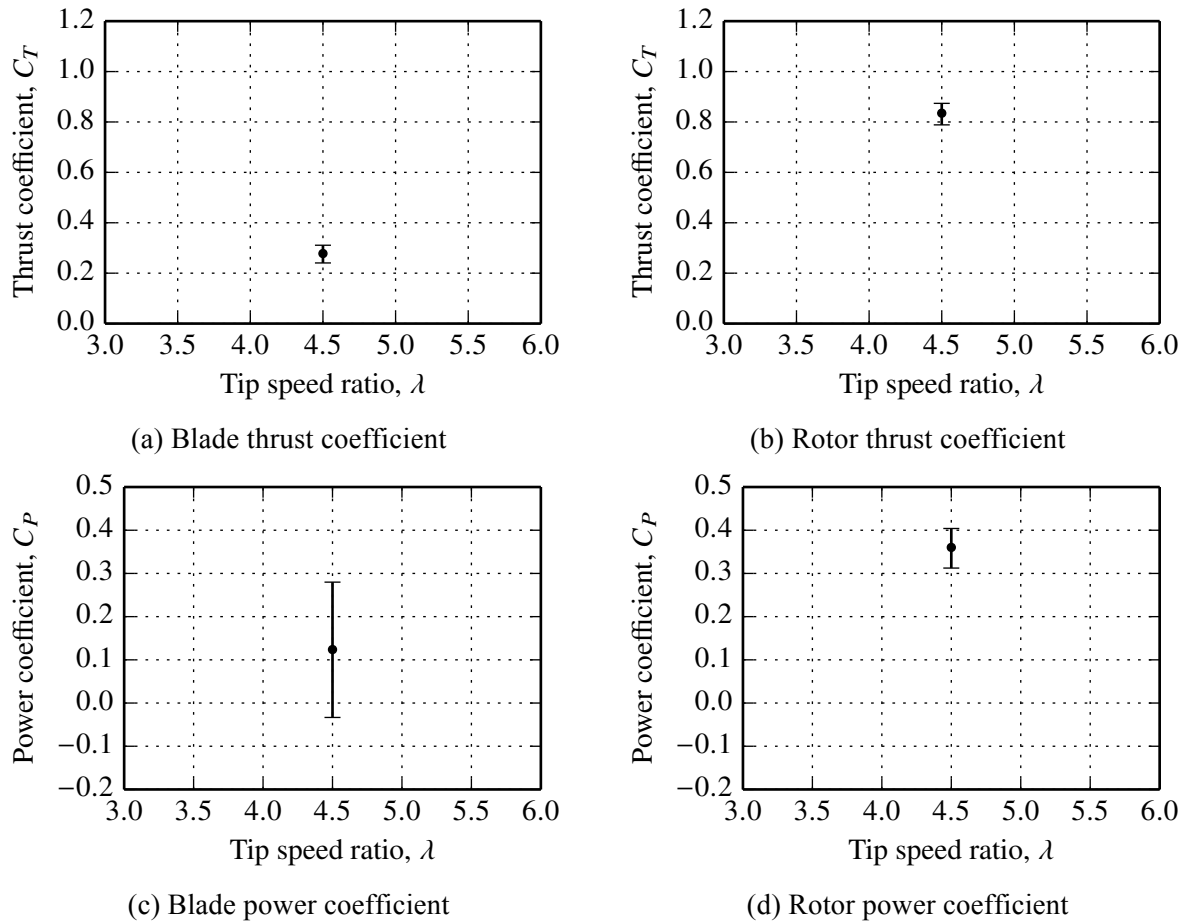 1.2
1.0
0.8
0.6
0.4
0.2
0.0
Thrust coefficient, C_T
3.0 3.5 4.0 4.5 5.0 5.5 6.0
Tip speed ratio, λ
(a) Blade thrust coefficient
1.2
1.0
0.8
0.6
0.4
0.2
0.0
Thrust coefficient, C_T
3.0 3.5 4.0 4.5 5.0 5.5 6.0
Tip speed ratio, λ
(b) Rotor thrust coefficient
0.5
0.4
0.3
0.2
0.1
0.0
−0.1
−0.2
Power coefficient, C_P
3.0 3.5 4.0 4.5 5.0 5.5 6.0
Tip speed ratio, λ
(c) Blade power coefficient
0.5
0.4
0.3
0.2
0.1
0.0
−0.1
−0.2
Power coefficient, C_P
3.0 3.5 4.0 4.5 5.0 5.5 6.0
Tip speed ratio, λ
(d) Rotor power coefficient